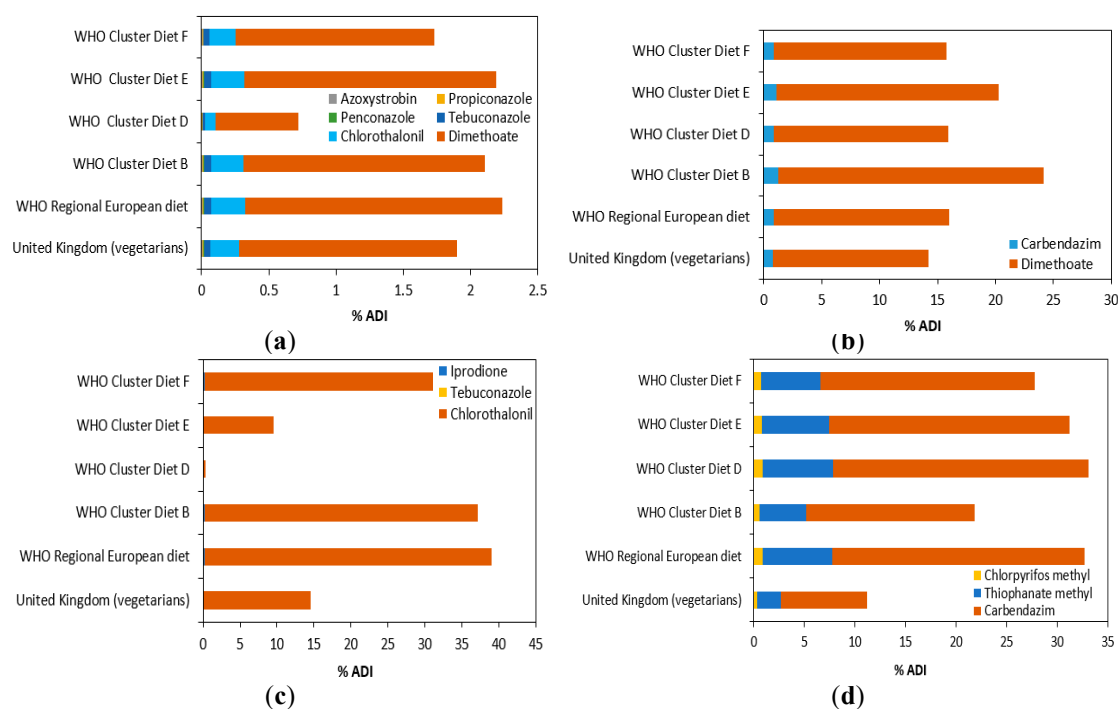 WHO Cluster Diet F
WHO  Cluster Diet E
WHO  Cluster Diet D
WHO Cluster Diet B
WHO Regional European diet
United Kingdom (vegetarians)
Azoxystrobin Propiconazole
Penconazole Tebuconazole
Chlorothalonil Dimethoate
0 0.5 1 1.5 2 2.5
% ADI
(a)
WHO Cluster Diet F
WHO Cluster Diet E
WHO Cluster Diet D
WHO Cluster Diet B
WHO Regional European diet
United Kingdom (vegetarians)
Carbendazim
Dimethoate
0 5 10 15 20 25 30
% ADI
(b)
WHO Cluster Diet F
WHO Cluster Diet E
WHO Cluster Diet D
WHO Cluster Diet B
WHO Regional European diet
United Kingdom (vegetarians)
Iprodione
Tebuconazole
Chlorothalonil
0 5 10 15 20 25 30 35 40 45
% ADI
(c)
WHO Cluster Diet F
WHO Cluster Diet E
WHO Cluster Diet D
WHO Cluster Diet B
WHO Regional European diet
United Kingdom (vegetarians)
Chlorpyrifos methyl
Thiophanate methyl
Carbendazim
0 5 10 15 20 25 30 35
% ADI
(d)